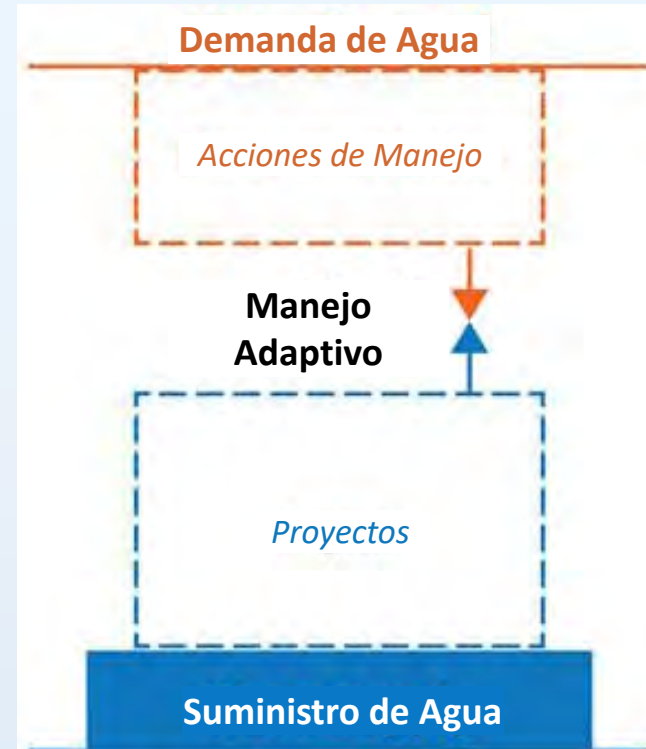 Demanda de Agua
Acciones de Manejo
Manejo
Adaptivo
Proyectos
Suministro de Agua